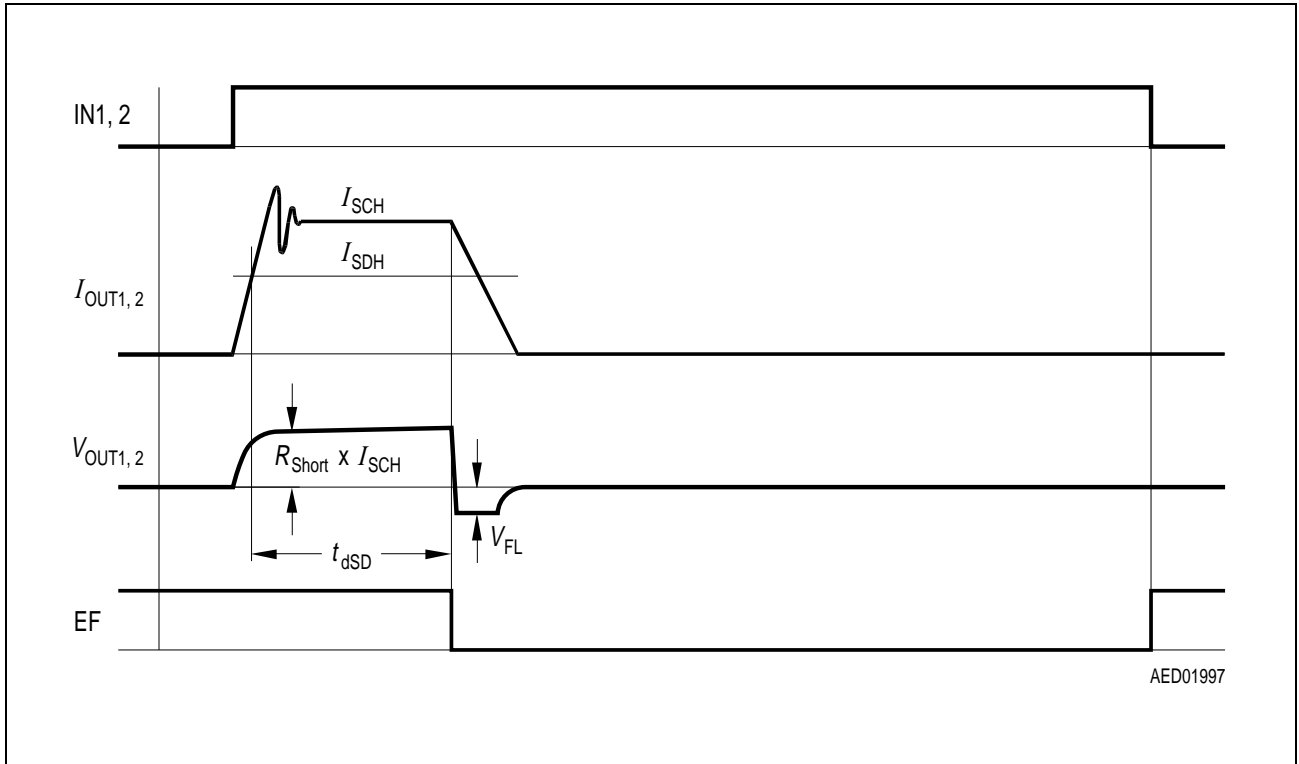 IN1, 2
I_SCH
I_SDH
I_OUT1, 2
V_OUT1, 2
R_Short x I_SCH
V_FL
t_dSD
EF
AED01997